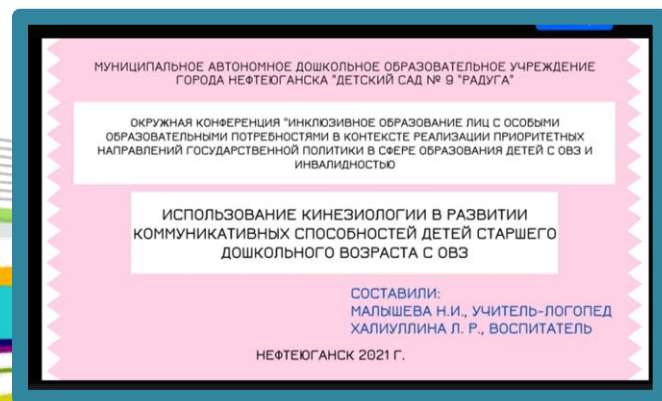 МУНИЦИПАЛЬНОЕ АВТОНОМНОЕ ДОШКОЛЬНОЕ ОБРАЗОВАТЕЛЬНОЕ УЧРЕЖДЕНИЕ
ГОРОДА НЕФТЕЮГАНСКА "ДЕТСКИЙ САД № 9 "РАДУГА"
ОКРУЖНАЯ КОНФЕРЕНЦИЯ "ИНКЛЮЗИВНОЕ ОБРАЗОВАНИЕ ЛИЦ С ОСОБЫМИ
ОБРАЗОВАТЕЛЬНЫМИ ПОТРЕБНОСТЯМИ В КОНТЕКСТЕ РЕАЛИЗАЦИИ ПРИОРИТЕТНЫХ
НАПРАВЛЕНИЙ ГОСУДАРСТВЕННОЙ ПОЛИТИКИ В СФЕРЕ ОБРАЗОВАНИЯ ДЕТЕЙ С ОВЗ И
ИНВАЛИДНОСТЬЮ
ИСПОЛЬЗОВАНИЕ КИНЕЗИОЛОГИИ В РАЗВИТИИ
КОММУНИКАТИВНЫХ СПОСОБНОСТЕЙ ДЕТЕЙ СТАРШЕГО
ДОШКОЛЬНОГО ВОЗРАСТА С ОВЗ
СОСТАВИЛИ:
МАЛЫШЕВА Н.И., УЧИТЕЛЬ-ЛОГОПЕД
ХАЛИУЛЛИНА Л. Р., ВОСПИТАТЕЛЬ
НЕФТЕЮГАНСК 2021 Г.